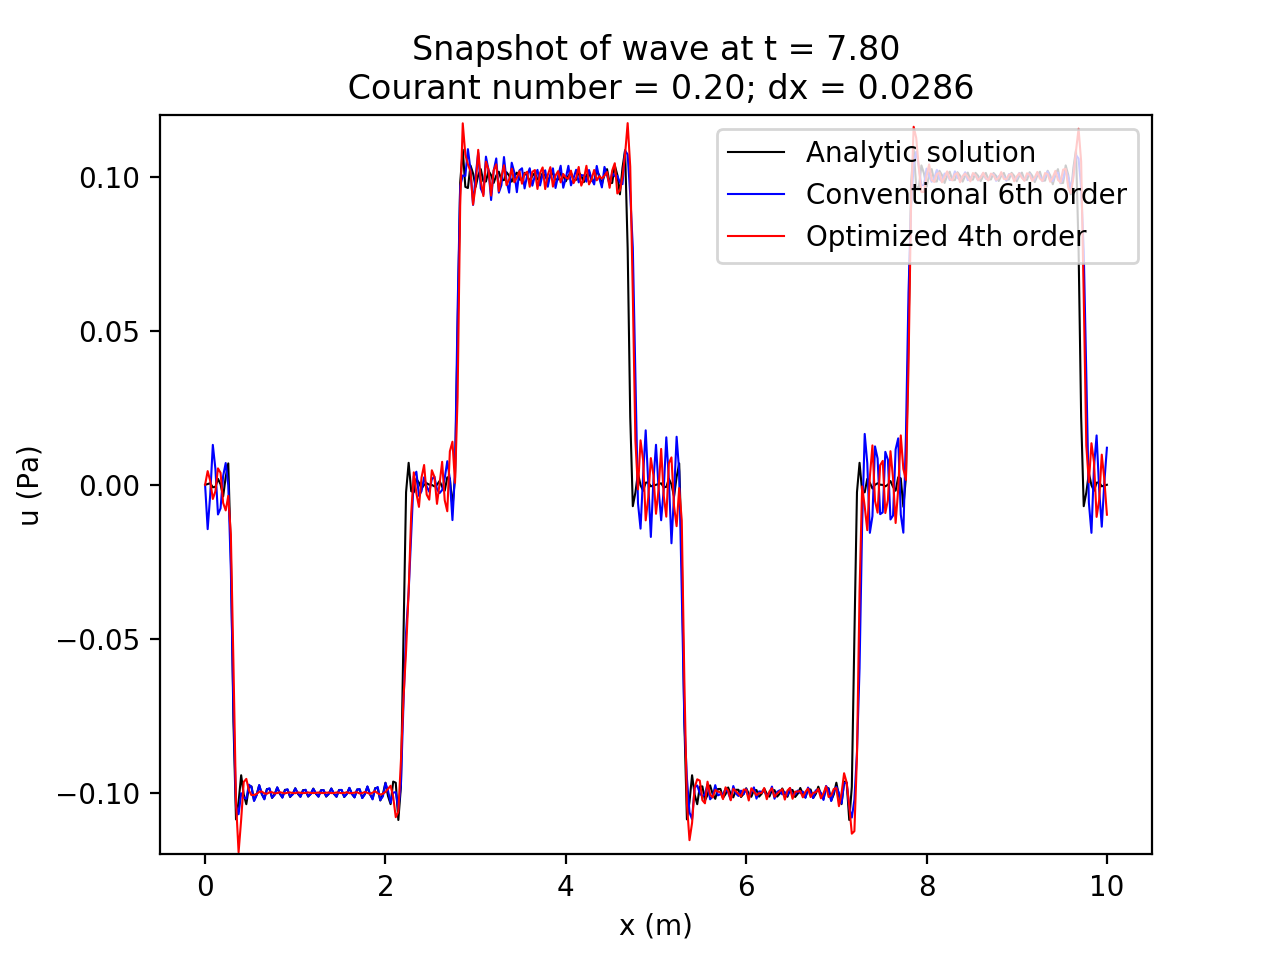 Snapshot of wave at t = 7.80
Courant number = 0.20; dx = 0.0286
Analytic solution
Conventional 6th order
Optimized 4th order
0.10
0.05
0.00
−0.05
−0.10
u (Pa)
0 2 4 6 8 10
x (m)